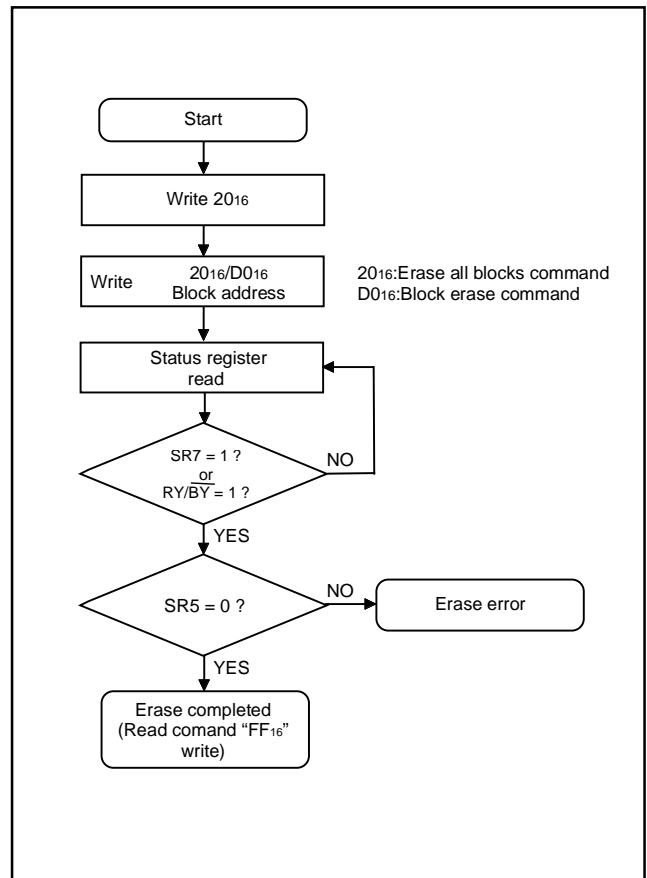 Start
Write 2016
Write 2016/D016
Block address
2016:Erase all blocks command
D016:Block erase command
Status register
read
SR7 = 1 ?
or
RY/BY = 1 ?
NO
YES
SR5 = 0 ?
NO
Erase error
YES
Erase completed
(Read comand “FF16”
write)